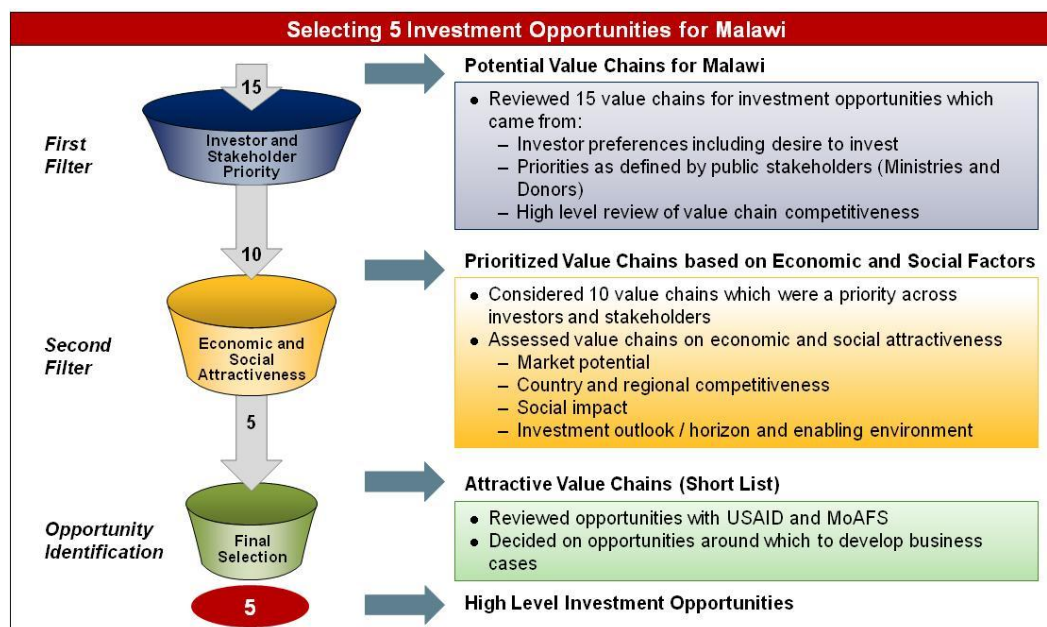 Selecting 5 Investment Opportunities for Malawi
First
Filter
15
Investor and
Stakeholder
Priority
Potential Value Chains for Malawi
● Reviewed 15 value chains for investment opportunities which
came from:
– Investor preferences including desire to invest
– Priorities as defined by public stakeholders (Ministries and
Donors)
– High level review of value chain competitiveness
10
Second
Filter
Economic and
Social
Attractiveness
Prioritized Value Chains based on Economic and Social Factors
● Considered 10 value chains which were a priority across
investors and stakeholders
● Assessed value chains on economic and social attractiveness
– Market potential
– Country and regional competitiveness
– Social impact
– Investment outlook / horizon and enabling environment
5
Opportunity
Identification
Final
Selection
Attractive Value Chains (Short List)
● Reviewed opportunities with USAID and MoAFS
● Decided on opportunities around which to develop business
cases
5
High Level Investment Opportunities